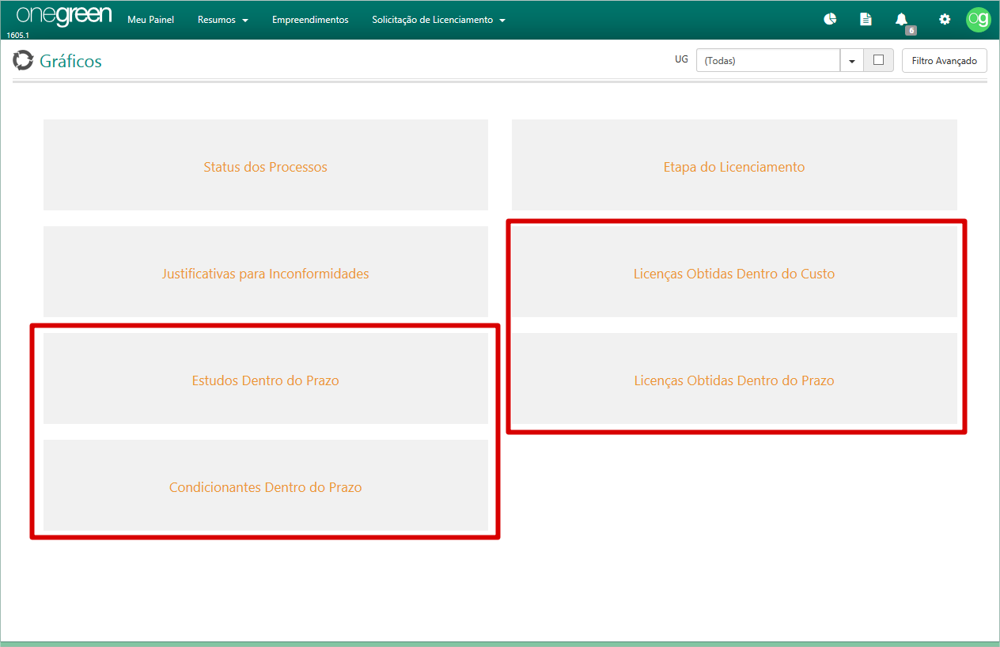 onegreen
1605.1
Meu Painel
Resumos
Empreendimentos
Solicitação de Licenciamento
6
og
Gráficos
UG
(Todas)
Filtro Avançado
Status dos Processos
Etapa do Licenciamento
Justificativas para Inconformidades
Licenças Obtidas Dentro do Custo
Estudos Dentro do Prazo
Licenças Obtidas Dentro do Prazo
Condicionantes Dentro do Prazo